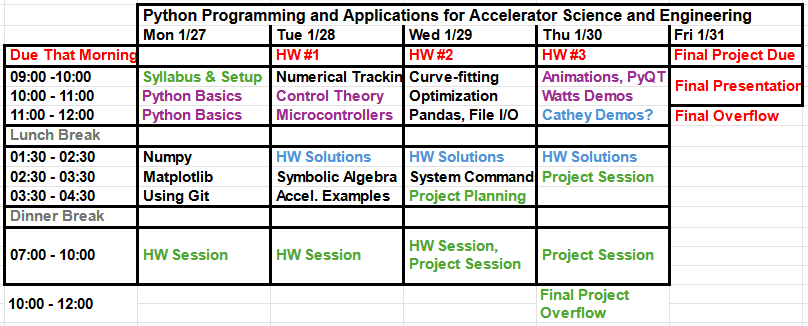 Python Programming and Applications for Accelerator Science and Engineering
Mon 1/27 Tue 1/28 Wed 1/29 Thu 1/30 Fri 1/31
Due That Morning HW #1 HW #2 HW #3 Final Project Due
09:00 -10:00 Syllabus & Setup Numerical Trackin Curve-fitting Animations, PyQT
10:00 - 11:00 Python Basics Control Theory Optimization Watts Demos Final Presentation
11:00 - 12:00 Python Basics Microcontrollers Pandas, File I/O Cathey Demos? Final Overflow
Lunch Break
01:30 - 02:30 Numpy HW Solutions HW Solutions HW Solutions
02:30 - 03:30 Matplotlib Symbolic Algebra System Command Project Session
03:30 - 04:30 Using Git Accel. Examples Project Planning
Dinner Break
07:00 - 10:00 HW Session HW Session HW Session, Project Session Project Session
10:00 - 12:00 Final Project Overflow